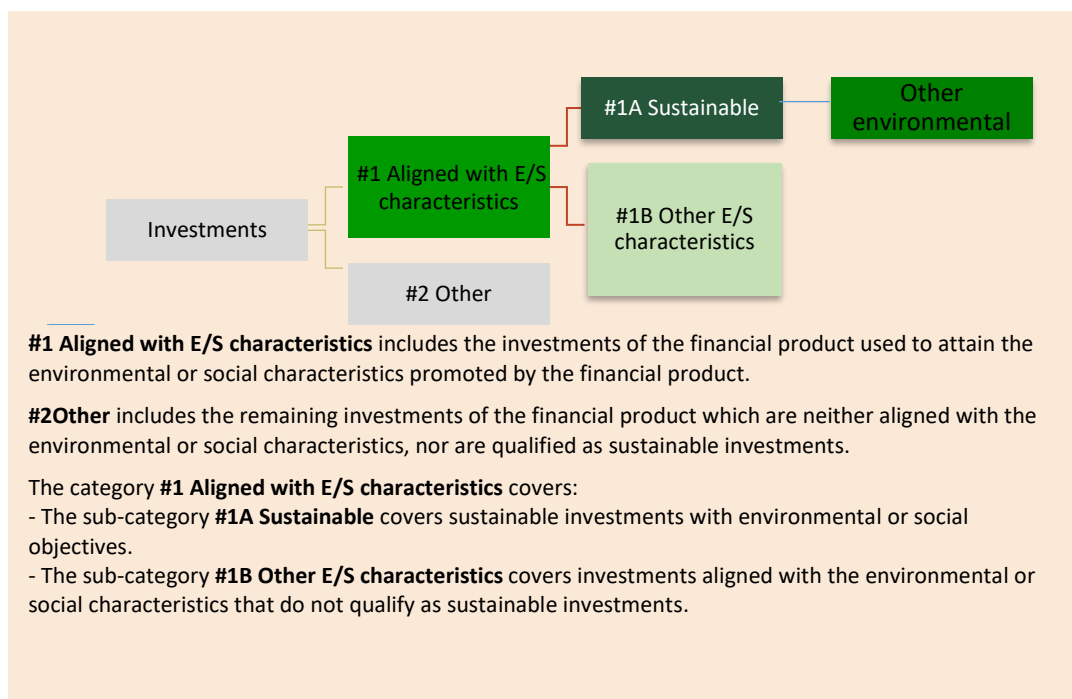 #1A Sustainable
Other
environmental
#1 Aligned with E/S
characteristics
#1B Other E/S
characteristics
Investments
#2 Other
#1 Aligned with E/S characteristics includes the investments of the financial product used to attain the
environmental or social characteristics promoted by the financial product.
#2Other includes the remaining investments of the financial product which are neither aligned with the
environmental or social characteristics, nor are qualified as sustainable investments.
The category #1 Aligned with E/S characteristics covers:
- The sub-category #1A Sustainable covers sustainable investments with environmental or social
objectives.
- The sub-category #1B Other E/S characteristics covers investments aligned with the environmental or
social characteristics that do not qualify as sustainable investments.